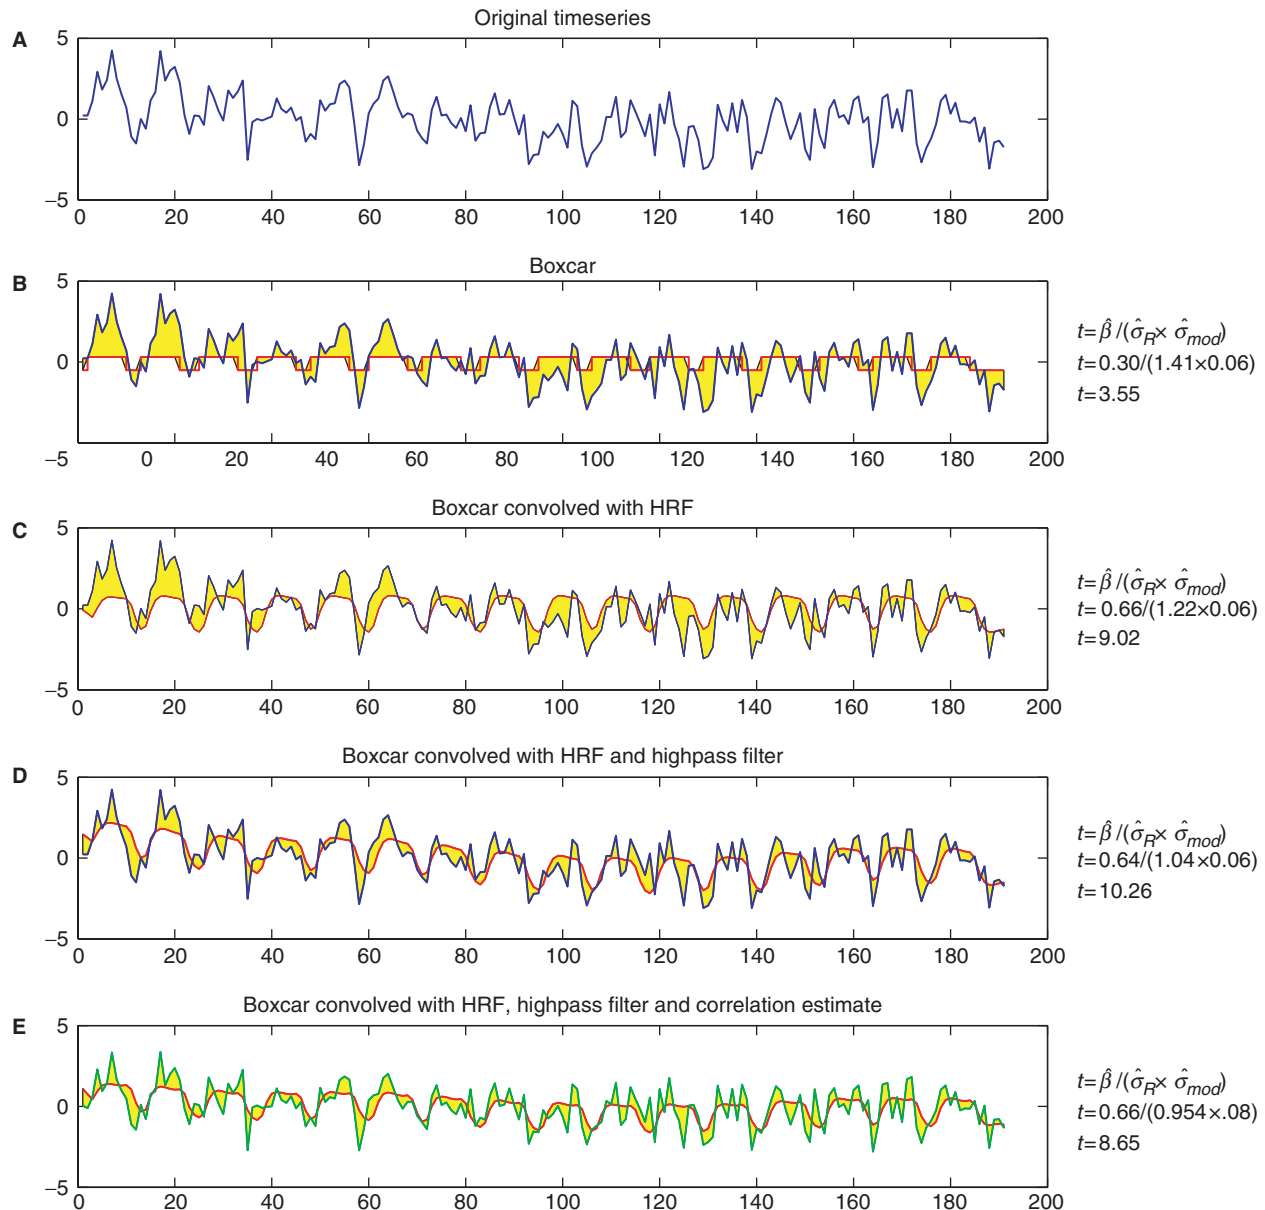 Original timeseries
A
5
0
−5
0 20 40 60 80 100 120 140 160 180 200
Boxcar
B
5
0
−5 0 20 40 60 80 100 120 140 160 180 200
t=β̂/(σ̂R×σ̂mod)
t=0.30/(1.41×0.06)
t=3.55
Boxcar convolved with HRF
C
5
0
−5
0 20 40 60 80 100 120 140 160 180 200
t=β̂/(σ̂R×σ̂mod)
t= 0.66/(1.22×0.06)
t=9.02
Boxcar convolved with HRF and highpass filter
D
5
0
−5
0 20 40 60 80 100 120 140 160 180 200
t=β̂/(σ̂R×σ̂mod)
t=0.64/(1.04×0.06)
t=10.26
Boxcar convolved with HRF, highpass filter and correlation estimate
E
5
0
−5
0 20 40 60 80 100 120 140 160 180 200
t=β̂/(σ̂R×σ̂mod)
t=0.66/(0.954×.08)
t=8.65